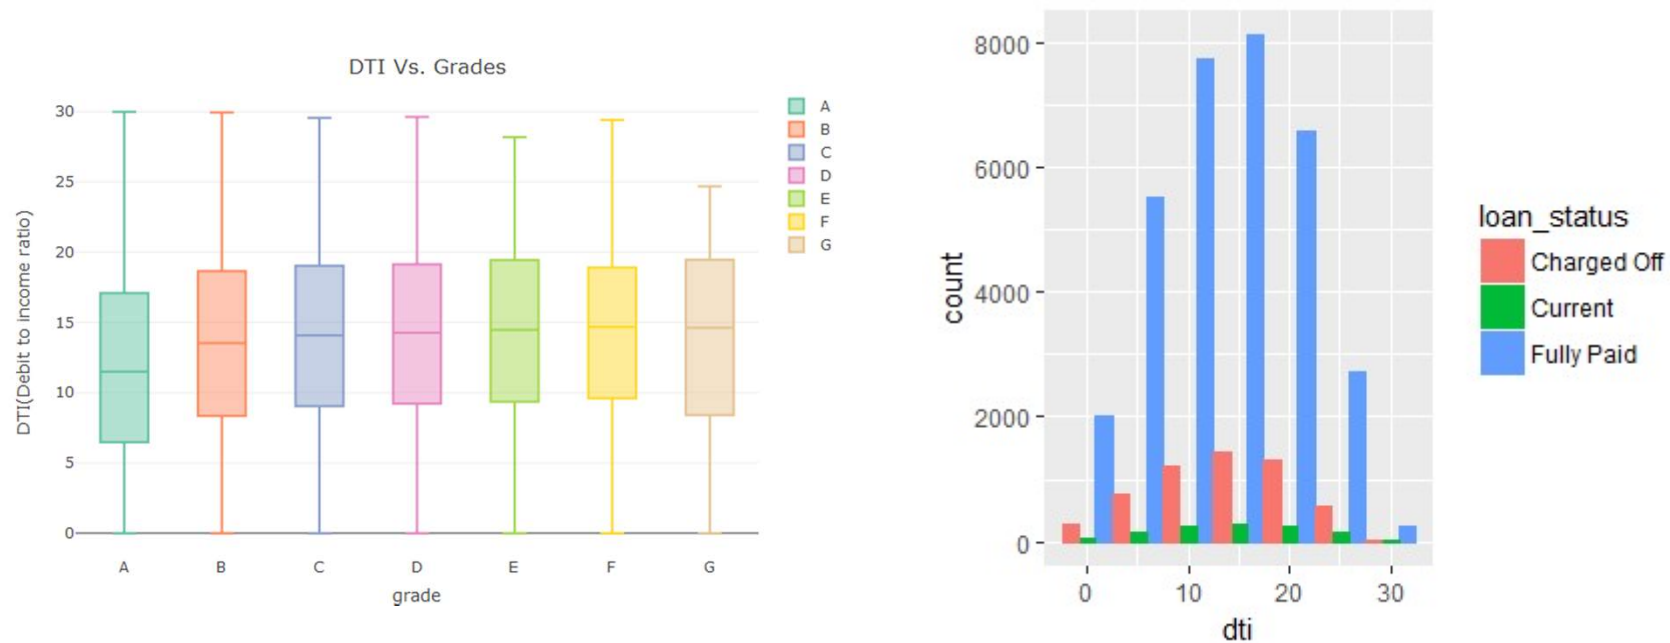 DTI Vs. Grades
DTI(Debit to income ratio)
30
25
20
15
10
5
0
A B C D E F G
grade
A
B
C
D
E
F
G
count
8000
6000
4000
2000
0
0 10 20 30
dti
loan_status
Charged Off
Current
Fully Paid